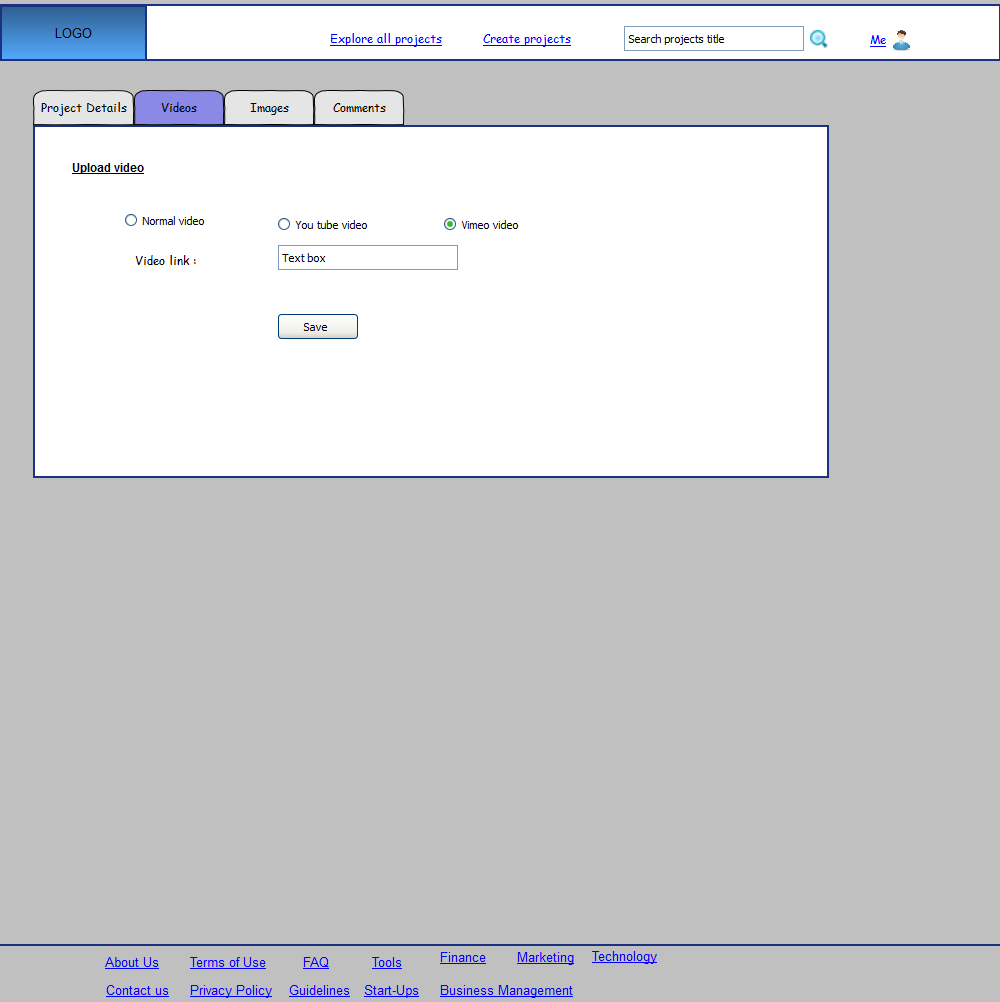 LOGO
Explore all projects Create projects Search projects title Me
Project Details Videos Images Comments
Upload video
Normal video You tube video Vimeo video
Video link : Text box
Save
About Us Terms of Use FAQ Tools Finance Marketing Technology
Contact us Privacy Policy Guidelines Start-Ups Business Management